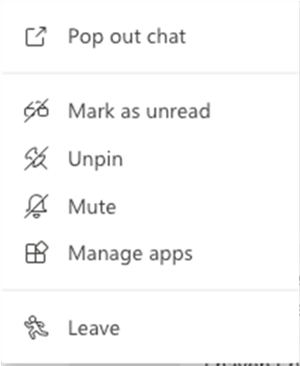 Pop out chat
Mark as unread
Unpin
Mute
Manage apps
Leave